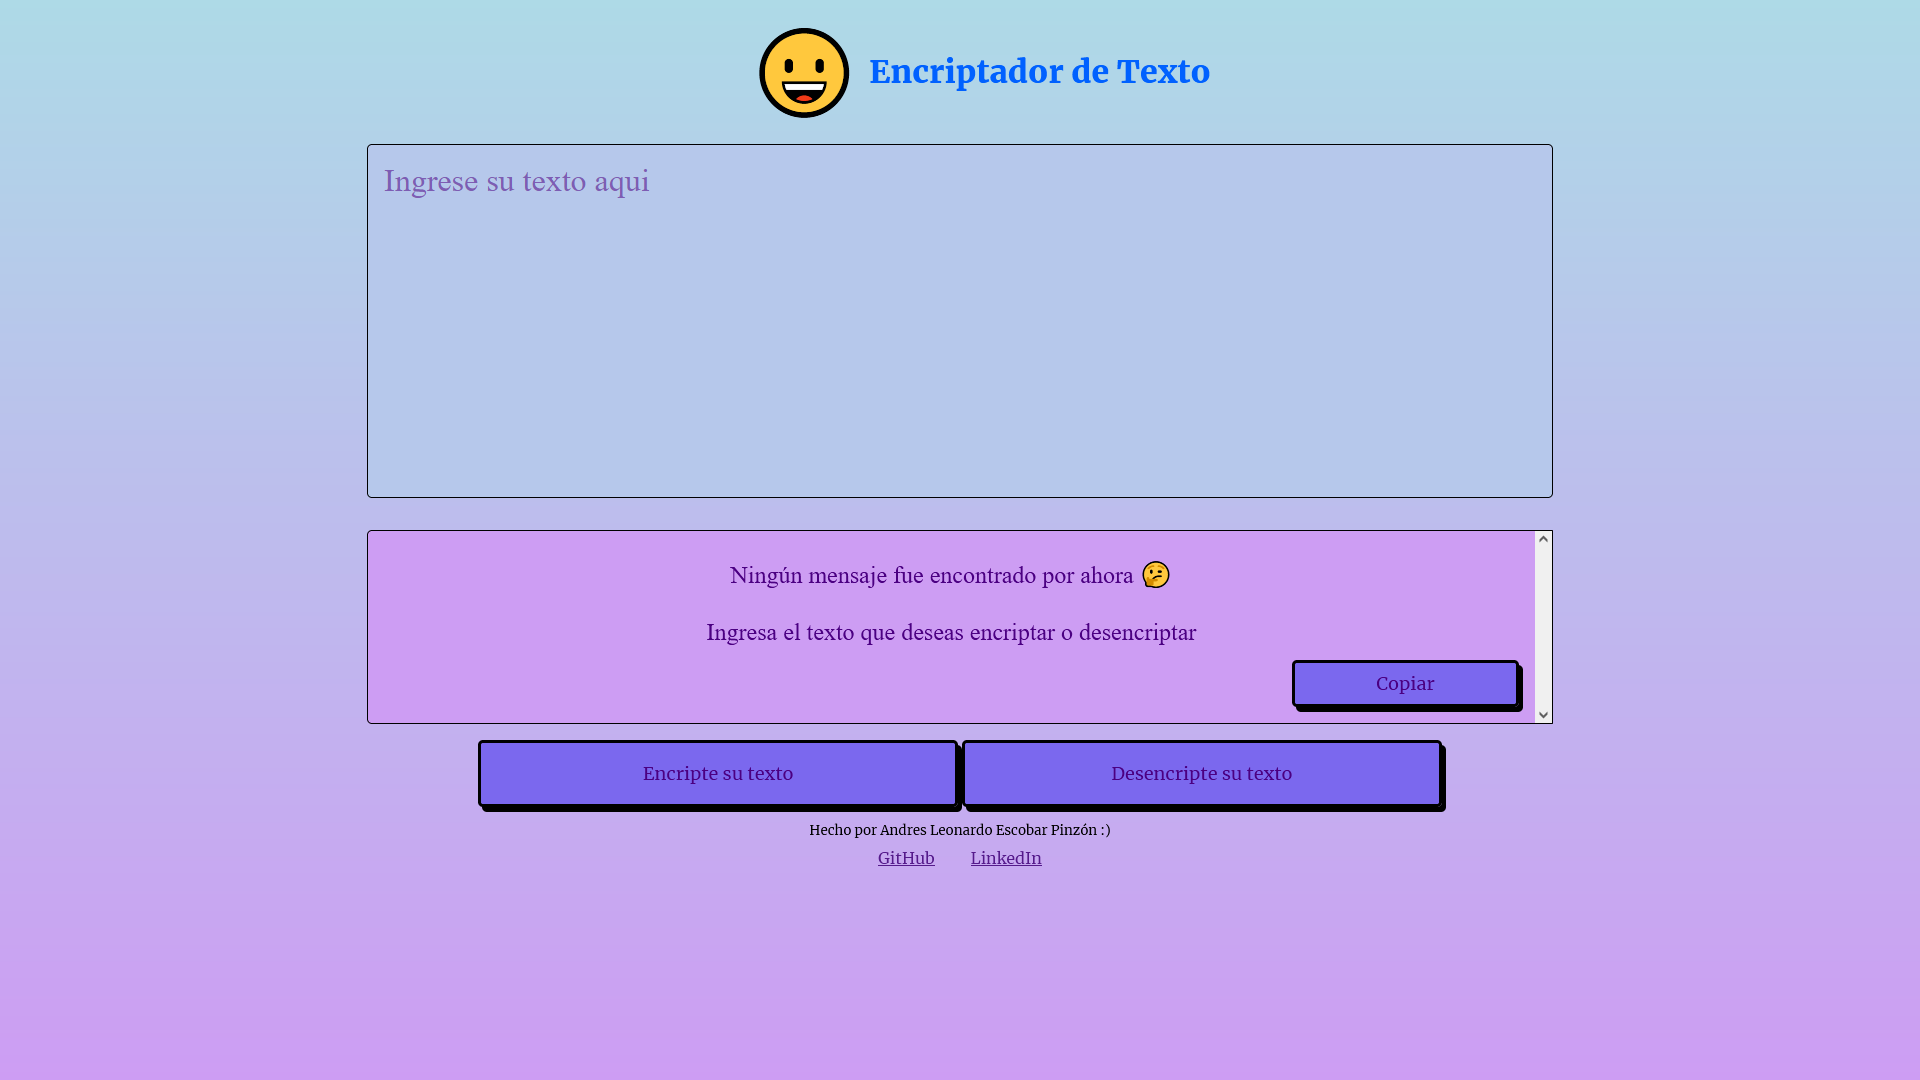 Encriptador de Texto
Ingrese su texto aqui
Ningún mensaje fue encontrado por ahora 🤔
Ingresa el texto que deseas encriptar o desencriptar
Copiar
Encripte su texto
Desencripte su texto
Hecho por Andres Leonardo Escobar Pinzón :)
GitHub
LinkedIn